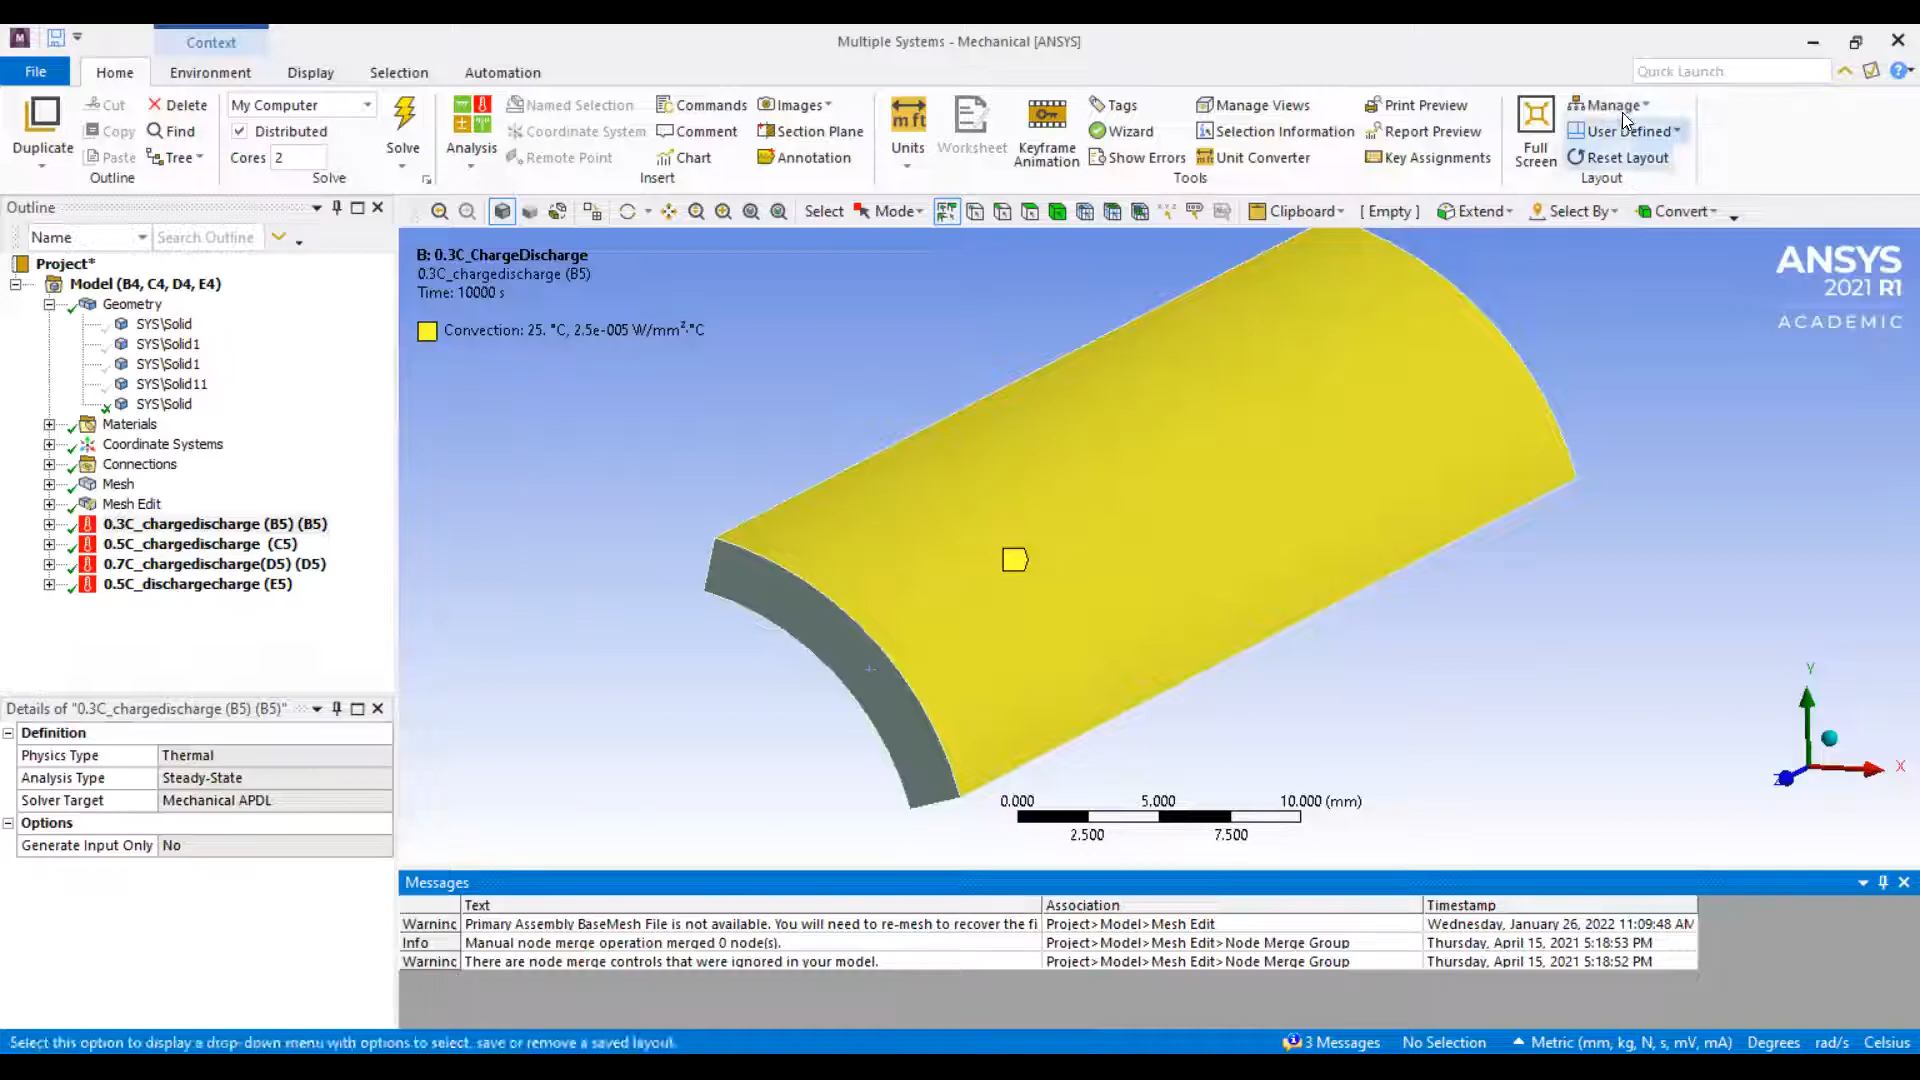 Context
Multiple Systems - Mechanical [ANSYS]
File Home Environment Display Selection Automation
Quick Launch
Duplicate
Cut
Delete
Copy
Find
Paste
Tree
Outline
My Computer
Distributed
Cores 2
Solve
Solve
Analysis
Named Selection
Coordinate System
Remote Point
Commands
Comment
Chart
Images
Section Plane
Annotation
Insert
Units
Worksheet
Keyframe
Animation
Tags
Wizard
Show Errors
Manage Views
Selection Information
Unit Converter
Print Preview
Report Preview
Key Assignments
Tools
Full
Screen
Manage
User Defined
Reset Layout
Layout
Outline
Select Mode Clipboard [ Empty ] Extend Select By Convert
Name Search Outline
Project*
Model (B4, C4, D4, E4)
Geometry
SYS\Solid
SYS\Solid1
SYS\Solid1
SYS\Solid11
SYS\Solid
Materials
Coordinate Systems
Connections
Mesh
Mesh Edit
0.3C_chargedischarge (B5) (B5)
0.5C_chargedischarge (C5)
0.7C_chargedischarge(D5) (D5)
0.5C_dischargecharge (E5)
B: 0.3C_ChargeDischarge
0.3C_chargedischarge (B5)
Time: 10000 s
Convection: 25. °C, 2.5e-005 W/mm²·°C
ANSYS
2021 R1
ACADEMIC
Y
X
Z
0.000 5.000 10.000 (mm)
2.500 7.500
Details of "0.3C_chargedischarge (B5) (B5)"
Definition
Physics Type Thermal
Analysis Type Steady-State
Solver Target Mechanical APDL
Options
Generate Input Only No
Messages
Text Association Timestamp
Warninc Primary Assembly BaseMesh File is not available. You will need to re-mesh to recover the fi Project>Model>Mesh Edit Wednesday, January 26, 2022 11:09:48 AM
Info Manual node merge operation merged 0 node(s). Project>Model>Mesh Edit>Node Merge Group Thursday, April 15, 2021 5:18:53 PM
Warninc There are node merge controls that were ignored in your model. Project>Model>Mesh Edit>Node Merge Group Thursday, April 15, 2021 5:18:52 PM
Select this option to display a drop-down menu with options to select, save or remove a saved layout. 3 Messages No Selection Metric (mm, kg, N, s, mV, mA) Degrees rad/s Celsius